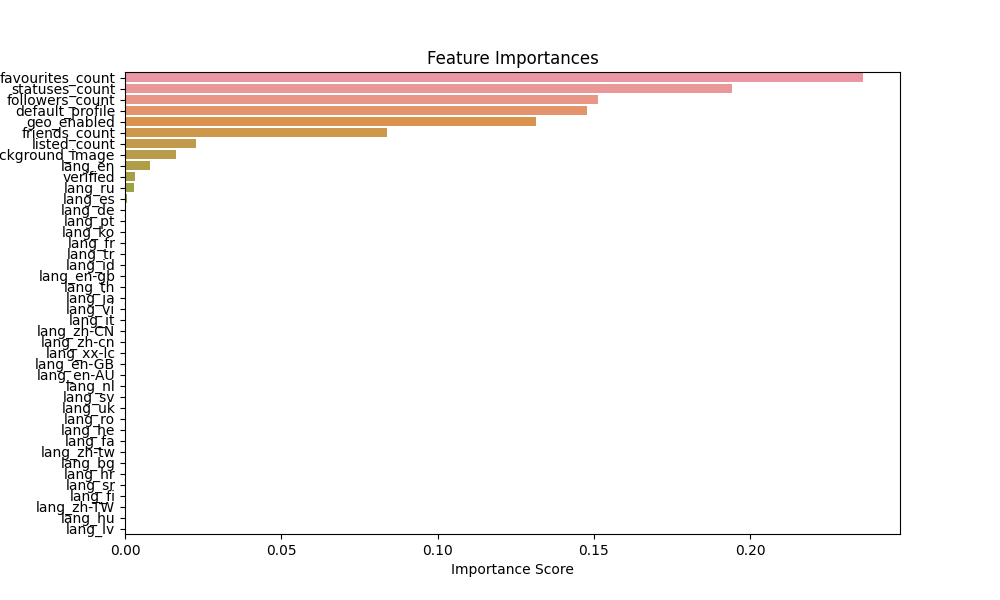 Feature Importances
favourites_count
statuses_count
followers_count
default_profile
geo_enabled
friends_count
listed_count
ckground_image
lang_en
verified
lang_ru
lang_es
lang_de
lang_pt
lang_ko
lang_fr
lang_tr
lang_id
lang_en-gb
lang_th
lang_ja
lang_vi
lang_it
lang_zh-CN
lang_zh-cn
lang_xx-lc
lang_en-GB
lang_en-AU
lang_nl
lang_sv
lang_uk
lang_ro
lang_he
lang_fa
lang_zh-tw
lang_bg
lang_hr
lang_sr
lang_fi
lang_zh-TW
lang_hu
lang_lv
0.00 0.05 0.10 0.15 0.20
Importance Score